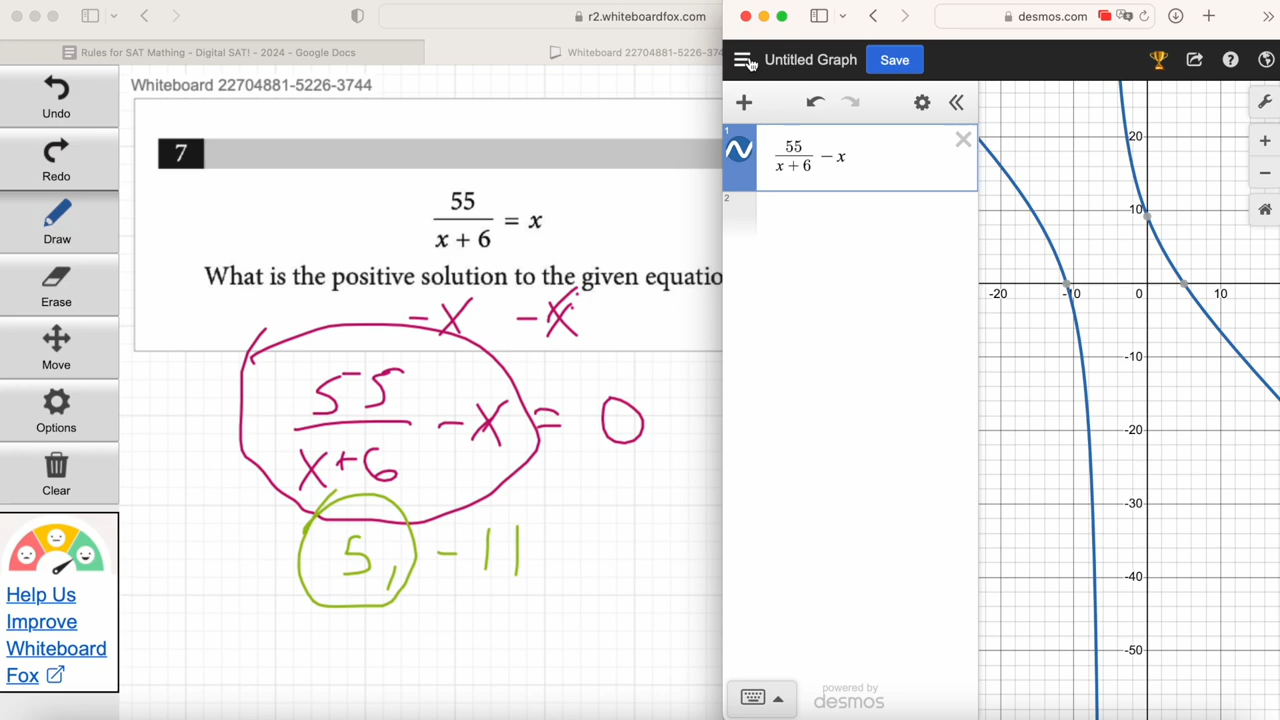 r2.whiteboardfox.com
Rules for SAT Mathing - Digital SAT! - 2024 - Google Docs
Whiteboard 22704881-5226-374
Undo
Redo
Draw
Erase
Move
Options
Clear
Help Us
Improve
Whiteboard
Fox
Whiteboard 22704881-5226-3744
7
55
x + 6
= x
What is the positive solution to the given equatio
-X -X
55
x+6
-X = 0
5, -11
desmos.com
Untitled Graph
Save
1
55
x + 6
- x
2
powered by
desmos
20
10
-20
-10
0
10
-10
-20
-30
-40
-50